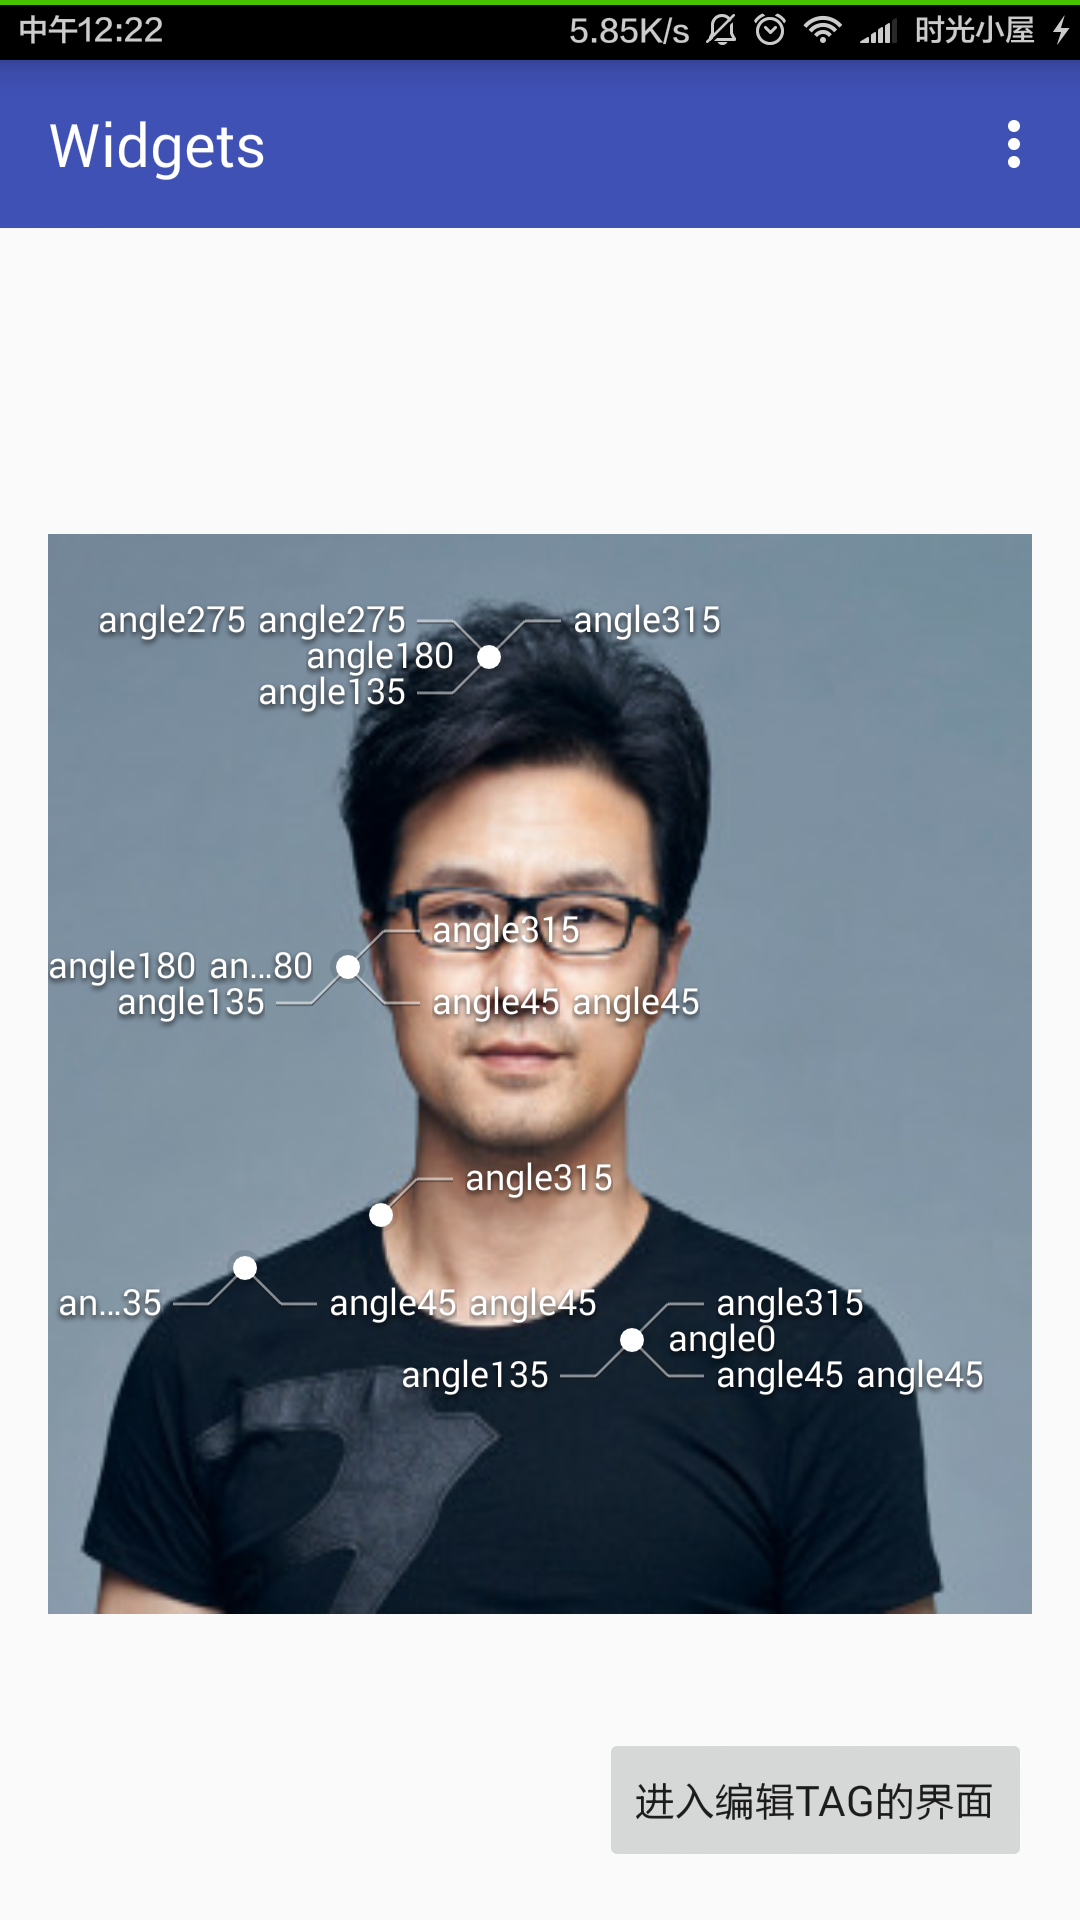 中午12:22 5.85K/s 时光小屋
Widgets
angle275 angle275 angle315
angle180
angle135
angle315
angle180 an...80
angle135 angle45 angle45
angle315
an...35 angle45 angle45 angle315
angle0
angle135 angle45 angle45
进入编辑TAG的界面